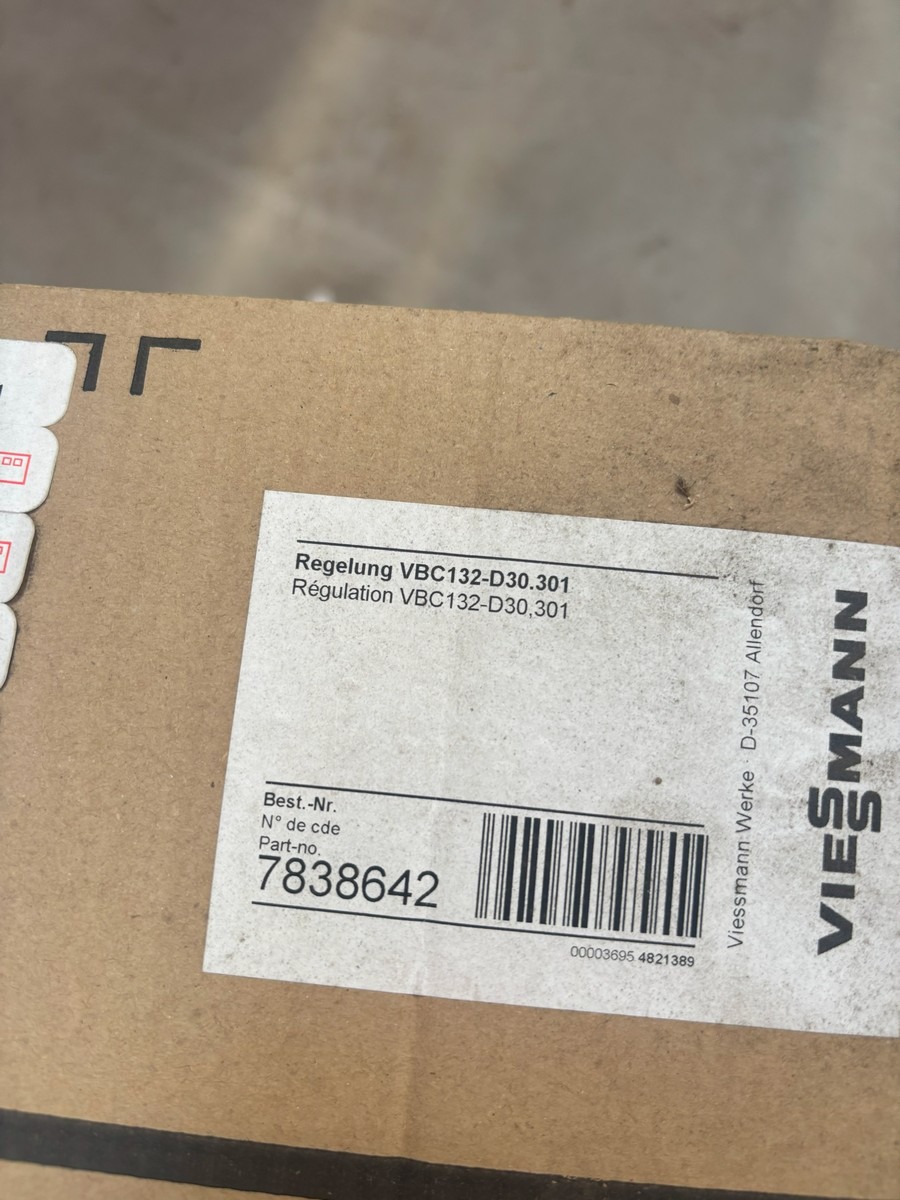 Regelung VBC132-D30.301
Régulation VBC132-D30,301
Best.-Nr.
N° de cde
Part-no.
7838642
00003695 4821389
Viessmann Werke · D-35107 Allendorf
VIESSMANN